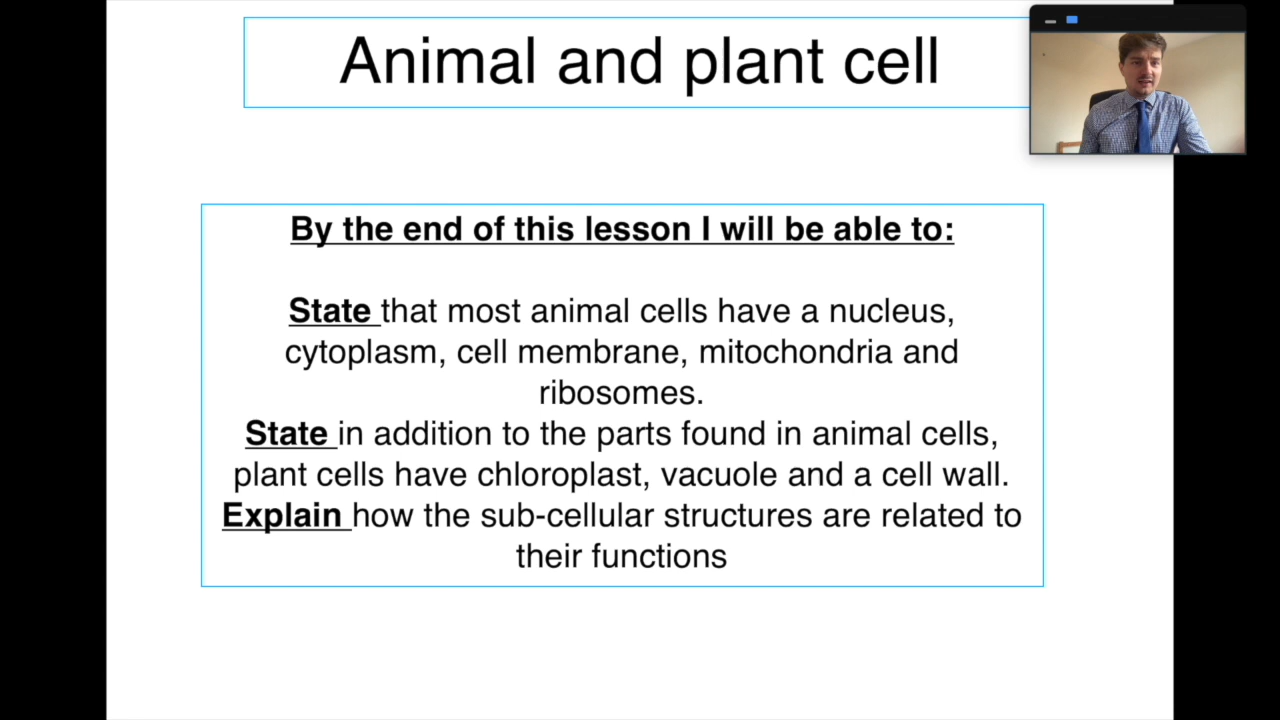 Animal and plant cell
By the end of this lesson I will be able to:
State that most animal cells have a nucleus,
cytoplasm, cell membrane, mitochondria and
ribosomes.
State in addition to the parts found in animal cells,
plant cells have chloroplast, vacuole and a cell wall.
Explain how the sub-cellular structures are related to
their functions